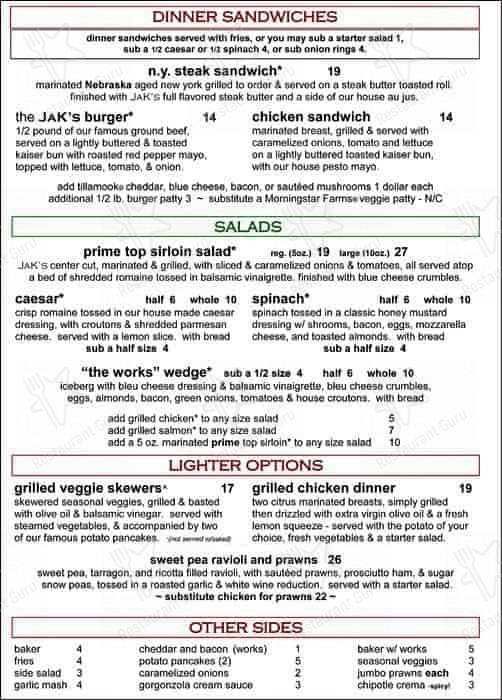 DINNER SANDWICHES
dinner sandwiches served with fries, or you may sub a starter salad 1,
sub a 1/2 caesar or 1/2 spinach 4, or sub onion rings 4.
n.y. steak sandwich* 19
marinated Nebraska aged new york grilled to order & served on a steak butter toasted roll.
finished with JAK'S full flavored steak butter and a side of our house au jus.
the JAK's burger* 14
1/2 pound of our famous ground beef,
served on a lightly buttered & toasted
kaiser bun with roasted red pepper mayo,
topped with lettuce, tomato, & onion.
chicken sandwich 14
marinated breast, grilled & served with
caramelized onions, tomato and lettuce
on a lightly buttered toasted kaiser bun,
with our house pesto mayo.
add tillamook® cheddar, blue cheese, bacon, or sautéed mushrooms 1 dollar each
additional 1/2 lb. burger patty 3 ~ substitute a Morningstar Farms® veggie patty - N/C
SALADS
prime top sirloin salad* reg. (5oz.) 19 large (10oz.) 27
JAK'S center cut, marinated & grilled, with sliced & caramelized onions & tomatoes, all served atop
a bed of shredded romaine tossed in balsamic vinaigrette. finished with blue cheese crumbles.
caesar* half 6 whole 10
crisp romaine tossed in our house made caesar
dressing, with croutons & shredded parmesan
cheese. served with a lemon slice. with bread
sub a half size 4
spinach* half 6 whole 10
spinach tossed in a classic honey mustard
dressing w/ shrooms, bacon, eggs, mozzarella
cheese, and toasted almonds. with bread
sub a half size 4
"the works" wedge* sub a 1/2 size 4 half 6 whole 10
iceberg with bleu cheese dressing & balsamic vinaigrette, bleu cheese crumbles,
eggs, almonds, bacon, green onions, tomatoes & house croutons. with bread
add grilled chicken* to any size salad 5
add grilled salmon* to any size salad 7
add a 5 oz. marinated prime top sirloin* to any size salad 10
LIGHTER OPTIONS
grilled veggie skewers^ 17
skewered seasonal veggies, grilled & basted
with olive oil & balsamic vinegar. served with
steamed vegetables, & accompanied by two
of our famous potato pancakes. ^(not served w/salad)
grilled chicken dinner 19
two citrus marinated breasts, simply grilled
then drizzled with extra virgin olive oil & a fresh
lemon squeeze - served with the potato of your
choice, fresh vegetables & a starter salad.
sweet pea ravioli and prawns 26
sweet pea, tarragon, and ricotta filled ravioli, with sautéed prawns, prosciutto ham, & sugar
snow peas, tossed in a roasted garlic & white wine reduction. served with a starter salad.
~ substitute chicken for prawns 22 ~
OTHER SIDES
baker 4 cheddar and bacon (works) 1 baker w/ works 5
fries 4 potato pancakes (2) 5 seasonal veggies 3
side salad 3 caramelized onions 2 jumbo prawns each 4
garlic mash 4 gorgonzola cream sauce 3 chipotle crema -spicy! 3
Restaurant Guru